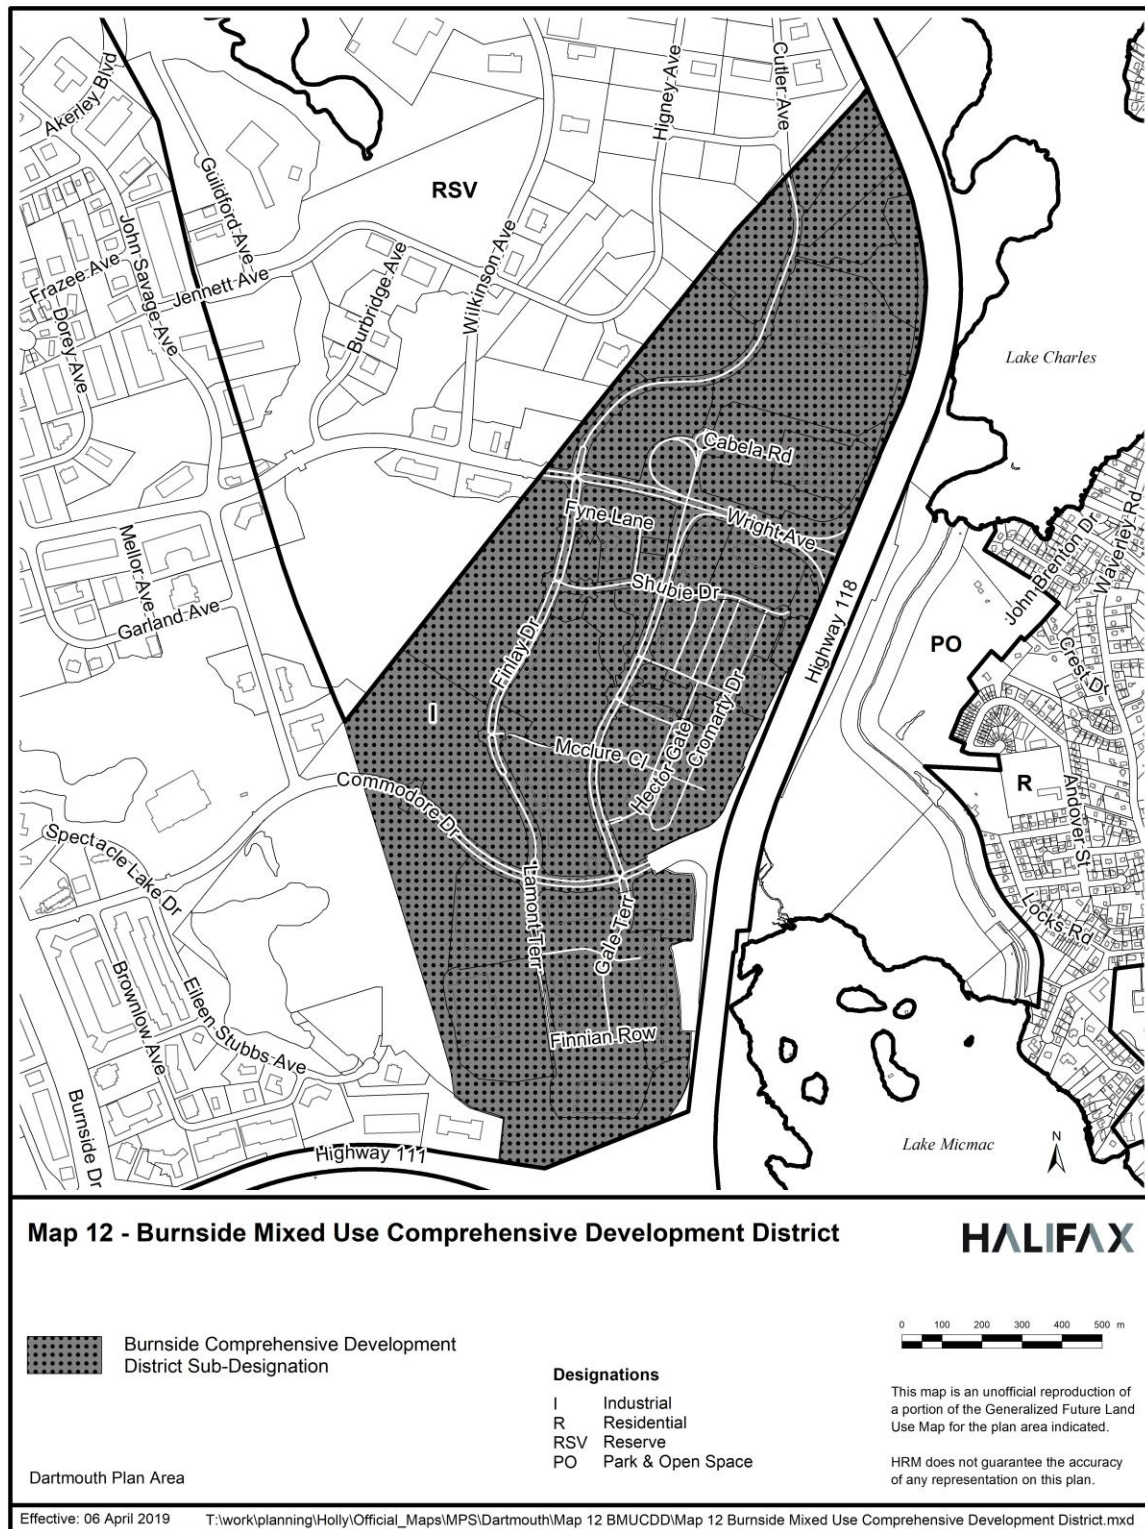 Akerley Blvd
Guildford Ave
John Savage Ave
Frazee Ave
Dorey Ave
Jennett Ave
Burbridge Ave
Wilkinson Ave
Higney Ave
Cutler Ave
RSV
Lake Charles
Cabela Rd
Fyne Lane
Wright Ave
Shubie Dr
Mellor Ave
Garland Ave
Finlay Dr
Highway 118
John Brenton Dr
Waverley Rd
Crest Dr
PO
I
Mcclure Cl
Hector Gate
Cromarty Dr
R
Andover St
Commodore Dr
Spectacle Lake Dr
Lamont Terr
Gale Terr
Locks Rd
Brownlow Ave
Eileen Stubbs Ave
Finnian Row
Burnside Dr
Highway 111
Lake Micmac
N
Map 12 - Burnside Mixed Use Comprehensive Development District
HALIFAX
Burnside Comprehensive Development
District Sub-Designation
0 100 200 300 400 500 m
Designations
I Industrial
R Residential
RSV Reserve
PO Park & Open Space
This map is an unofficial reproduction of
a portion of the Generalized Future Land
Use Map for the plan area indicated.
HRM does not guarantee the accuracy
of any representation on this plan.
Dartmouth Plan Area
Effective: 06 April 2019 T:\work\planning\Holly\Official_Maps\MPS\Dartmouth\Map 12 BMUCDD\Map 12 Burnside Mixed Use Comprehensive Development District.mxd